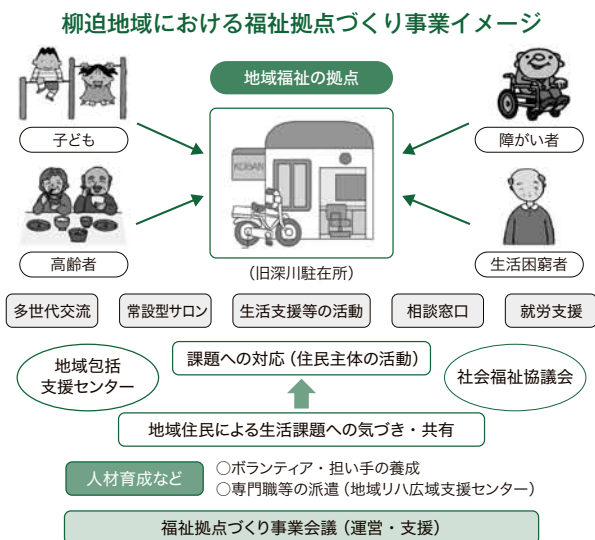 柳迫地域における福祉拠点づくり事業イメージ
地域福祉の拠点
子ども
障がい者
KOBAN
高齢者
生活困窮者
(旧深川駐在所)
多世代交流
常設型サロン
生活支援等の活動
相談窓口
就労支援
地域包括
支援センター
課題への対応(住民主体の活動)
社会福祉協議会
地域住民による生活課題への気づき・共有
人材育成など
○ボランティア・担い手の養成
○専門職等の派遣(地域リハ広域支援センター)
福祉拠点づくり事業会議(運営・支援)